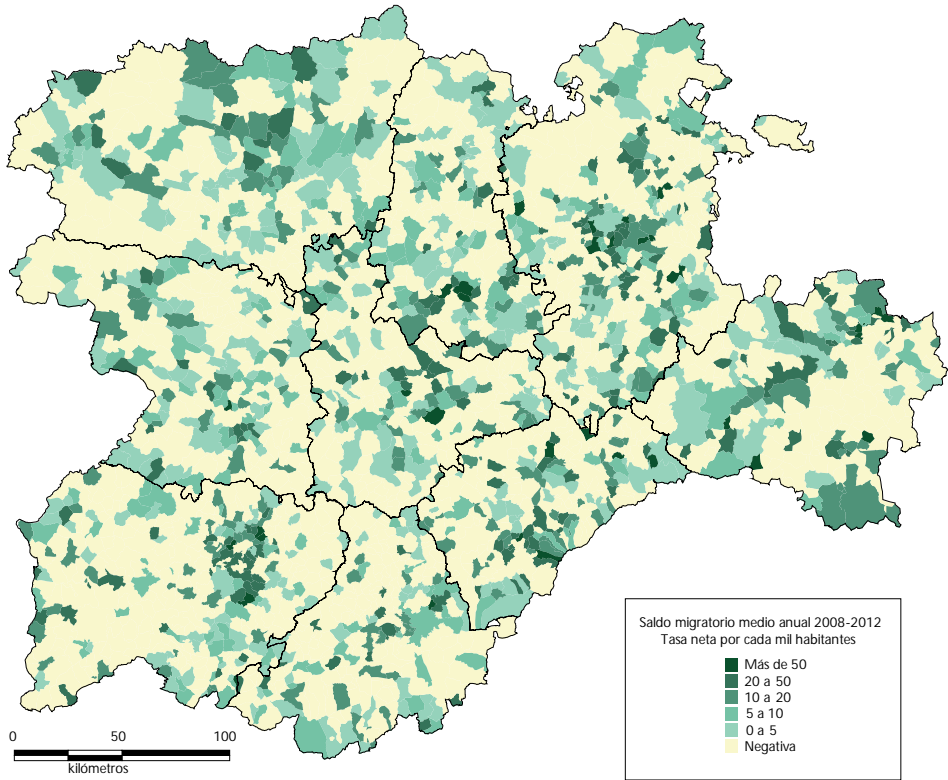 Saldo migratorio medio anual 2008-2012
Tasa neta por cada mil habitantes
Más de 50
20 a 50
10 a 20
5 a 10
0 a 5
Negativa
0 50 100
kilómetros